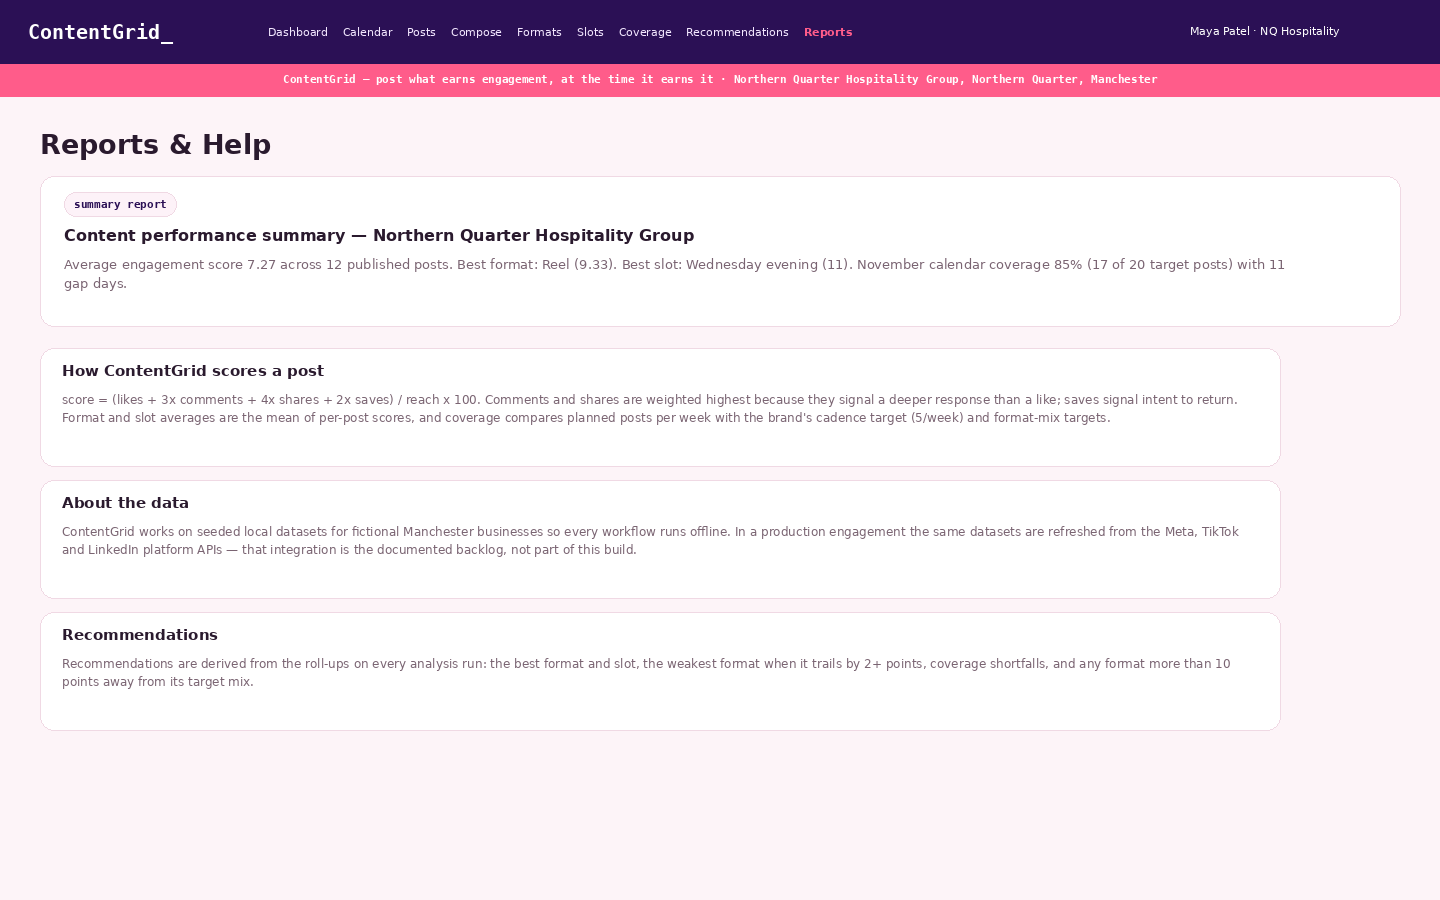 ContentGrid_
Dashboard Calendar Posts Compose Formats Slots Coverage Recommendations Reports
Maya Patel · NQ Hospitality
ContentGrid — post what earns engagement, at the time it earns it · Northern Quarter Hospitality Group, Northern Quarter, Manchester
Reports & Help
summary report
Content performance summary — Northern Quarter Hospitality Group
Average engagement score 7.27 across 12 published posts. Best format: Reel (9.33). Best slot: Wednesday evening (11). November calendar coverage 85% (17 of 20 target posts) with 11
gap days.
How ContentGrid scores a post
score = (likes + 3x comments + 4x shares + 2x saves) / reach x 100. Comments and shares are weighted highest because they signal a deeper response than a like; saves signal intent to return.
Format and slot averages are the mean of per-post scores, and coverage compares planned posts per week with the brand's cadence target (5/week) and format-mix targets.
About the data
ContentGrid works on seeded local datasets for fictional Manchester businesses so every workflow runs offline. In a production engagement the same datasets are refreshed from the Meta, TikTok
and LinkedIn platform APIs — that integration is the documented backlog, not part of this build.
Recommendations
Recommendations are derived from the roll-ups on every analysis run: the best format and slot, the weakest format when it trails by 2+ points, coverage shortfalls, and any format more than 10
points away from its target mix.